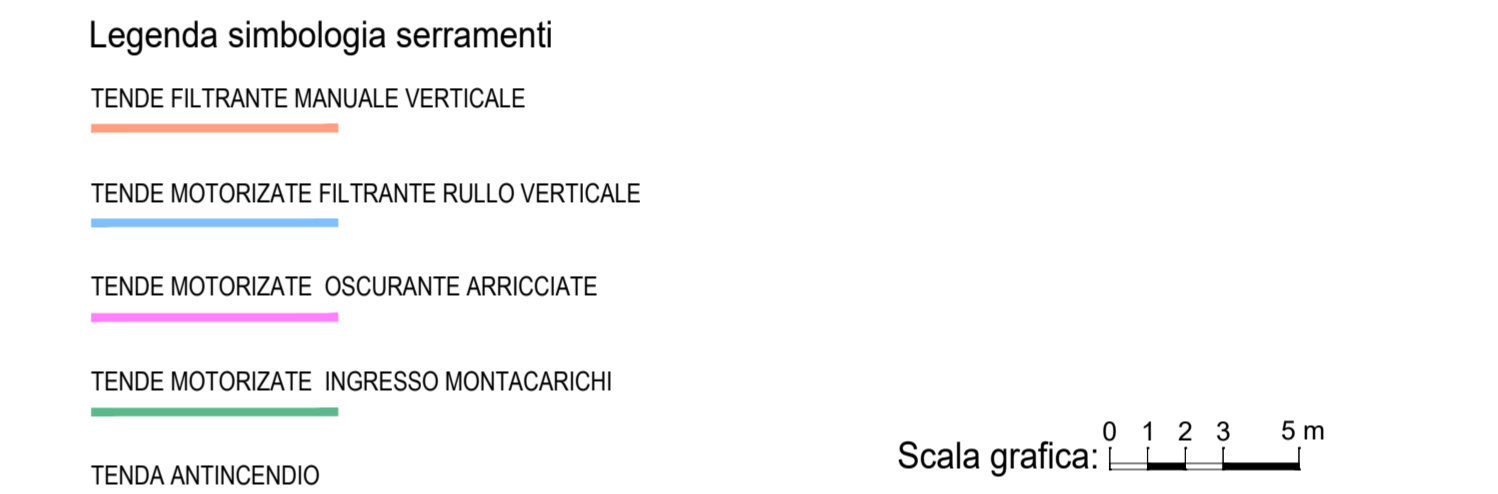 Legenda simbologia serramenti
TENDE FILTRANTE MANUALE VERTICALE
TENDE MOTORIZATE FILTRANTE RULLO VERTICALE
TENDE MOTORIZATE  OSCURANTE ARRICCIATE
TENDE MOTORIZATE  INGRESSO MONTACARICHI
TENDA ANTINCENDIO
0 1 2 3 5 m
Scala grafica: